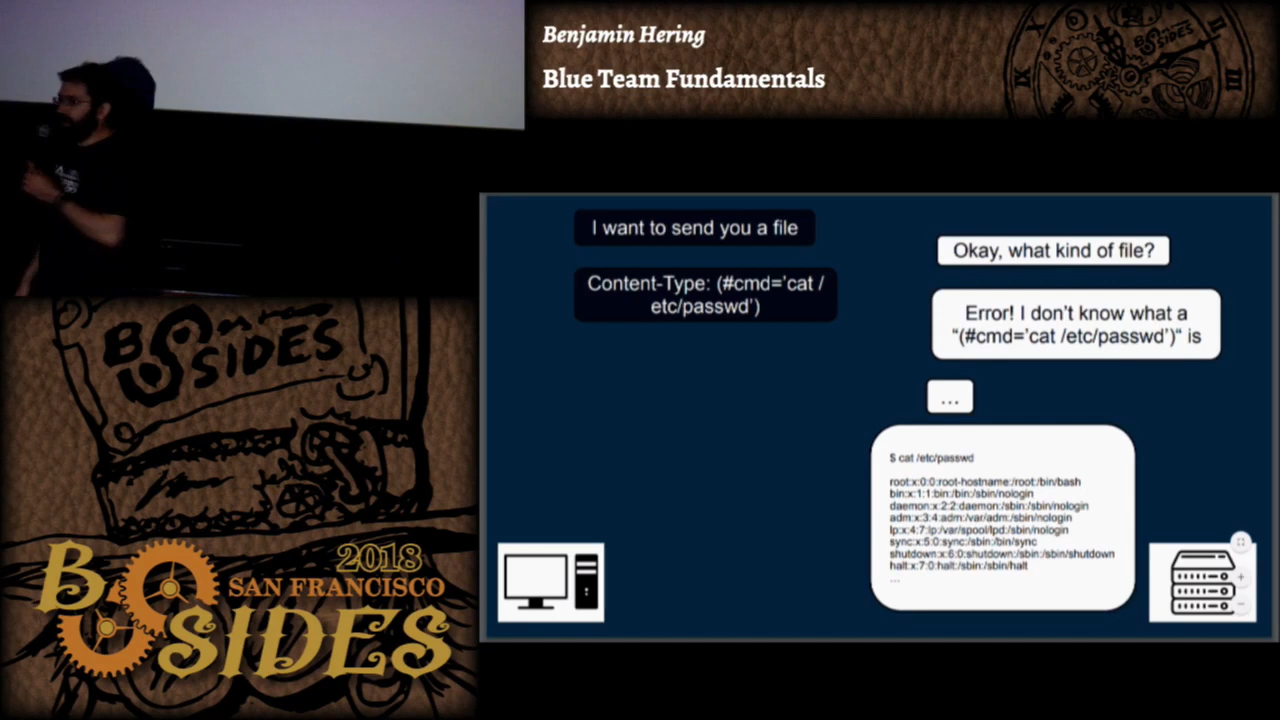 Benjamin Hering
Blue Team Fundamentals
BSIDES
I want to send you a file
Okay, what kind of file?
Content-Type: (#cmd='cat /
etc/passwd')
Error! I don't know what a
“(#cmd='cat /etc/passwd')“ is
...
$ cat /etc/passwd
root:x:0:0:root-hostname:/root:/bin/bash
bin:x:1:1:bin:/bin:/sbin/nologin
daemon:x:2:2:daemon:/sbin:/sbin/nologin
adm:x:3:4:adm:/var/adm:/sbin/nologin
lp:x:4:7:lp:/var/spool/lpd:/sbin/nologin
sync:x:5:0:sync:/sbin:/bin/sync
shutdown:x:6:0:shutdown:/sbin:/sbin/shutdown
halt:x:7:0:halt:/sbin:/sbin/halt
...
BSIDES
2018
SAN FRANCISCO
BSIDES